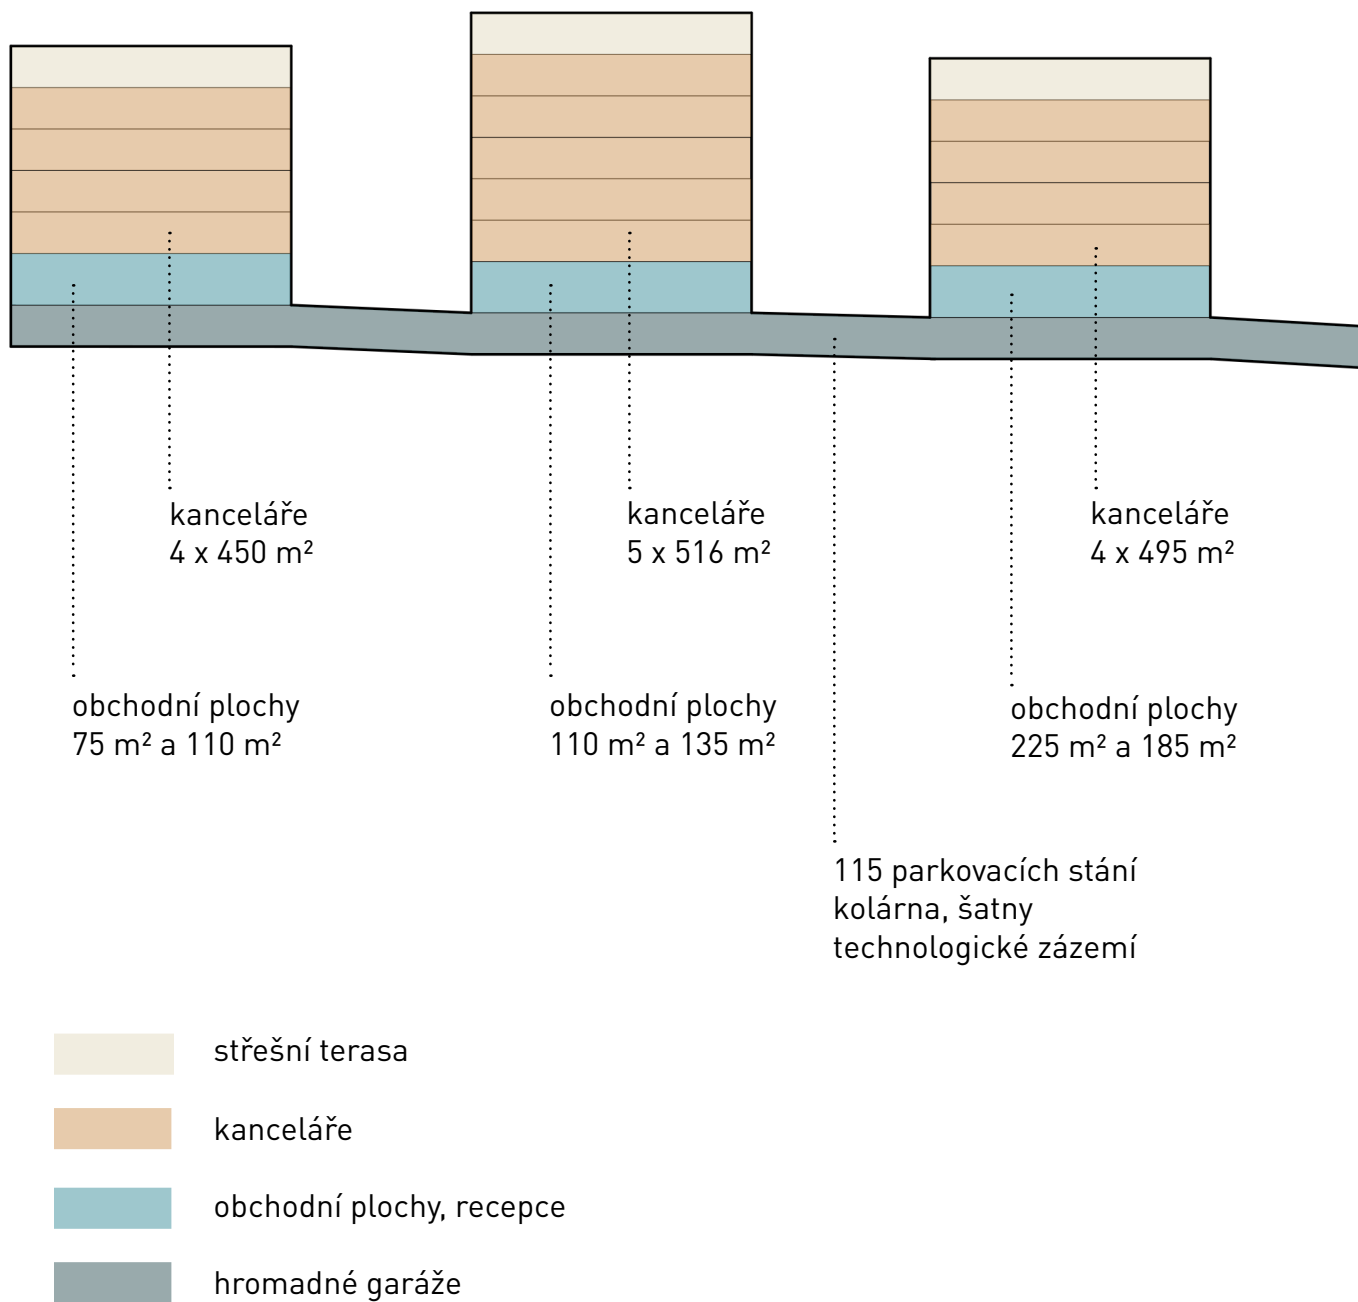 kanceláře
4 x 450 m²
kanceláře
5 x 516 m²
kanceláře
4 x 495 m²
obchodní plochy
75 m² a 110 m²
obchodní plochy
110 m² a 135 m²
obchodní plochy
225 m² a 185 m²
115 parkovacích stání
kolárna, šatny
technologické zázemí
střešní terasa
kanceláře
obchodní plochy, recepce
hromadné garáže